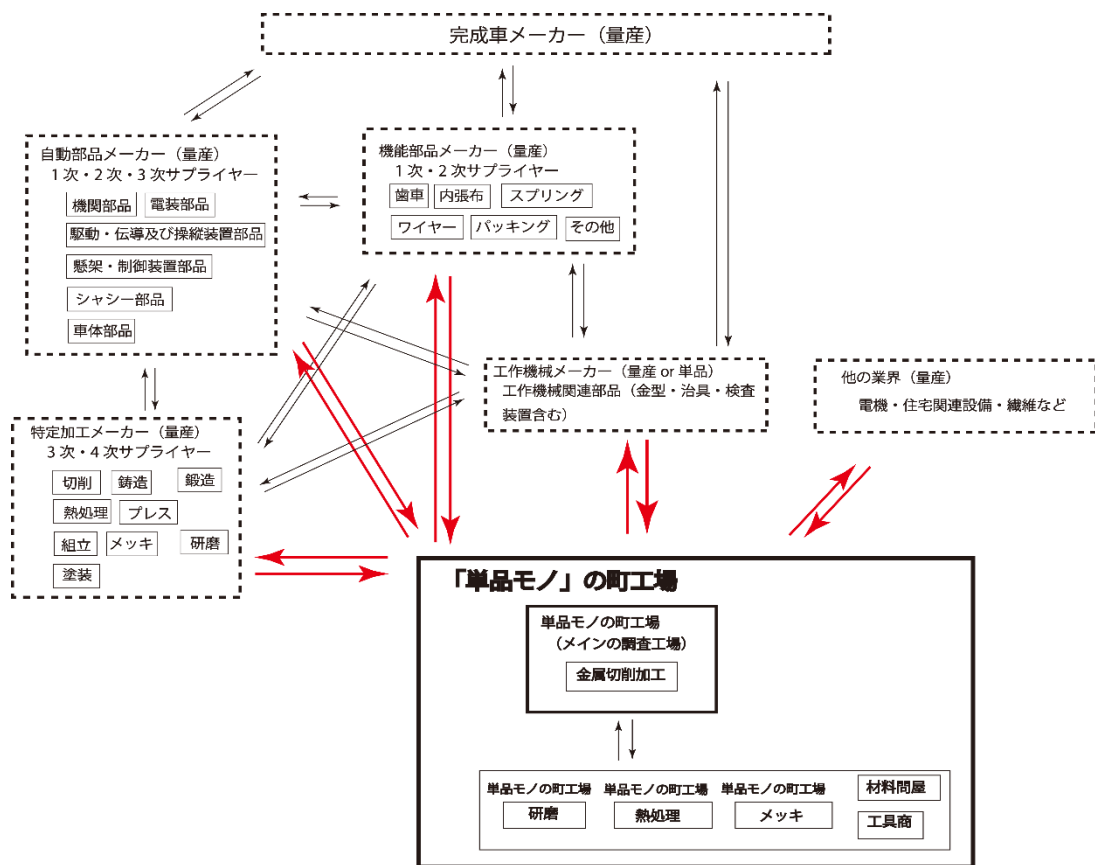 完成車メーカー（量産）
自動部品メーカー（量産）
1次・2次・3次サプライヤー
機関部品
電装部品
駆動・伝導及び操縦装置部品
懸架・制御装置部品
シャシー部品
車体部品
機能部品メーカー（量産）
1次・2次サプライヤー
歯車
内張布
スプリング
ワイヤー
パッキング
その他
工作機械メーカー（量産 or 単品）
工作機械関連部品（金型・治具・検査
装置含む）
他の業界（量産）
電機・住宅関連設備・繊維など
特定加工メーカー（量産）
3次・4次サプライヤー
切削
鋳造
鍛造
熱処理
プレス
組立
メッキ
研磨
塗装
「単品モノ」の町工場
単品モノの町工場
（メインの調査工場）
金属切削加工
単品モノの町工場
研磨
単品モノの町工場
熱処理
単品モノの町工場
メッキ
材料問屋
工具商